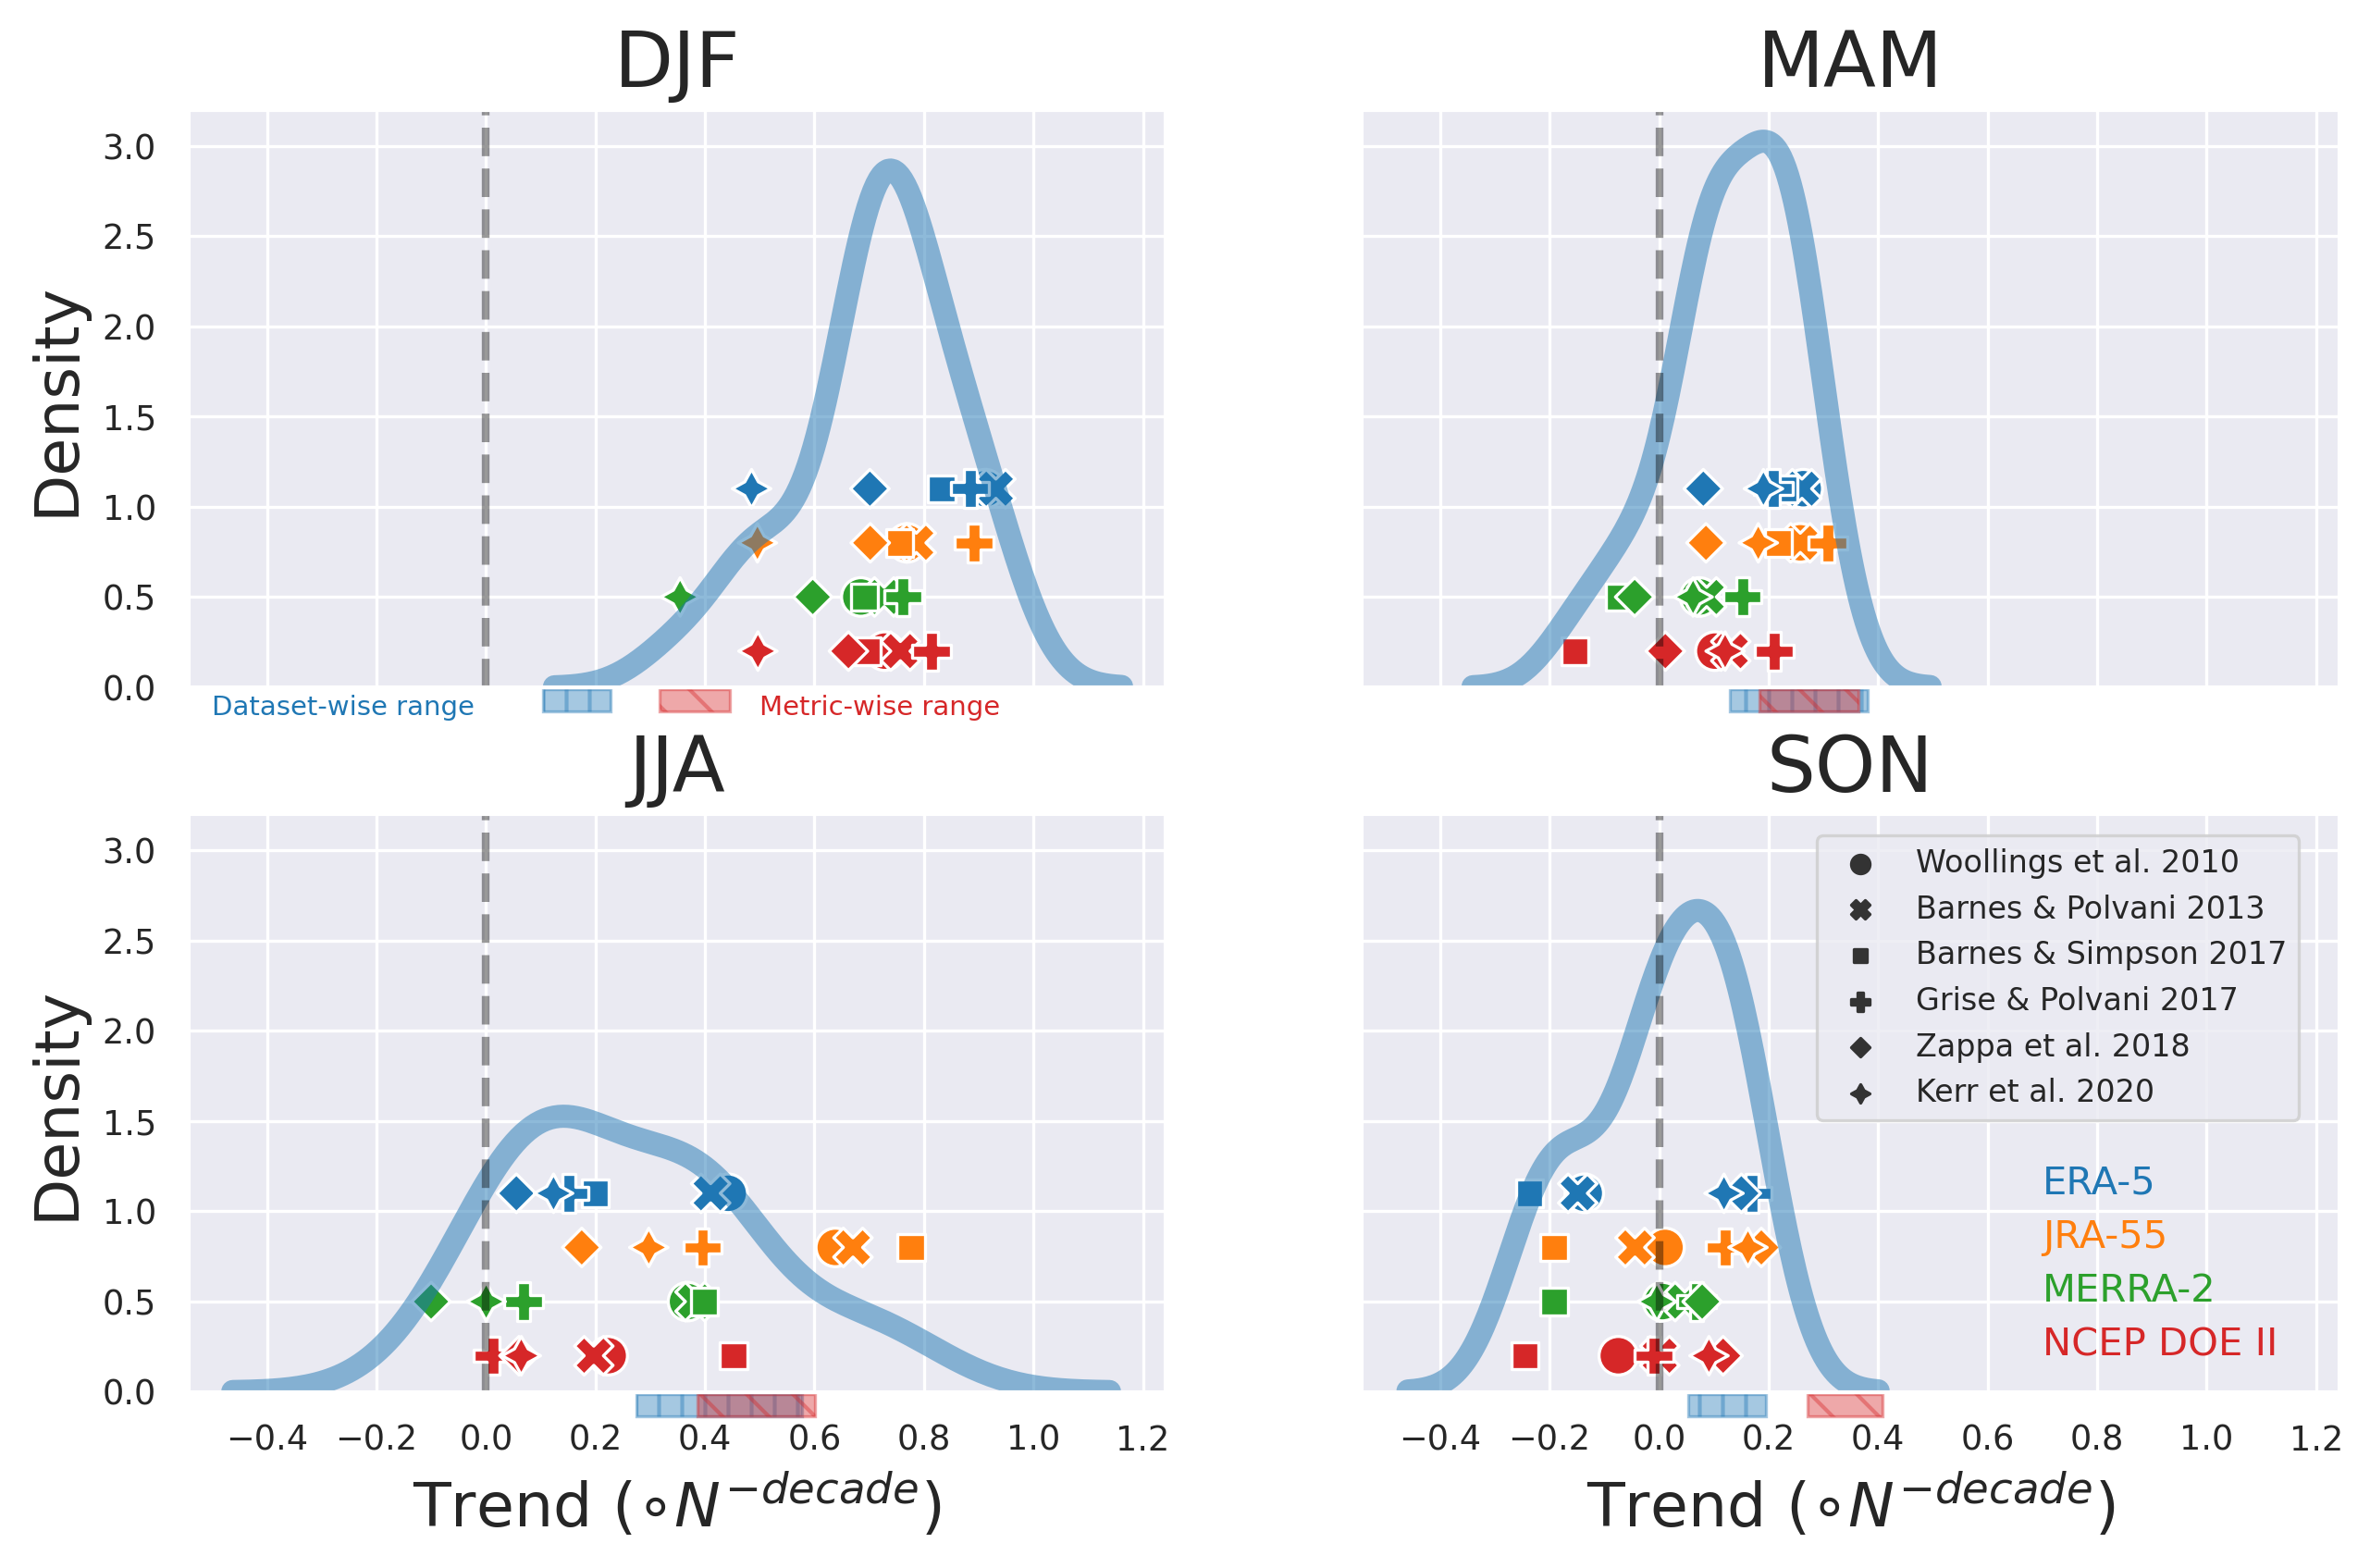 DJF
MAM
Density
3.0
2.5
2.0
1.5
1.0
0.5
0.0
Dataset-wise range
Metric-wise range
JJA
SON
Density
3.0
2.5
2.0
1.5
1.0
0.5
0.0
Woollings et al. 2010
Barnes & Polvani 2013
Barnes & Simpson 2017
Grise & Polvani 2017
Zappa et al. 2018
Kerr et al. 2020
ERA-5
JRA-55
MERRA-2
NCEP DOE II
−0.4 −0.2 0.0 0.2 0.4 0.6 0.8 1.0 1.2
−0.4 −0.2 0.0 0.2 0.4 0.6 0.8 1.0 1.2
Trend (∘N^−decade)
Trend (∘N^−decade)